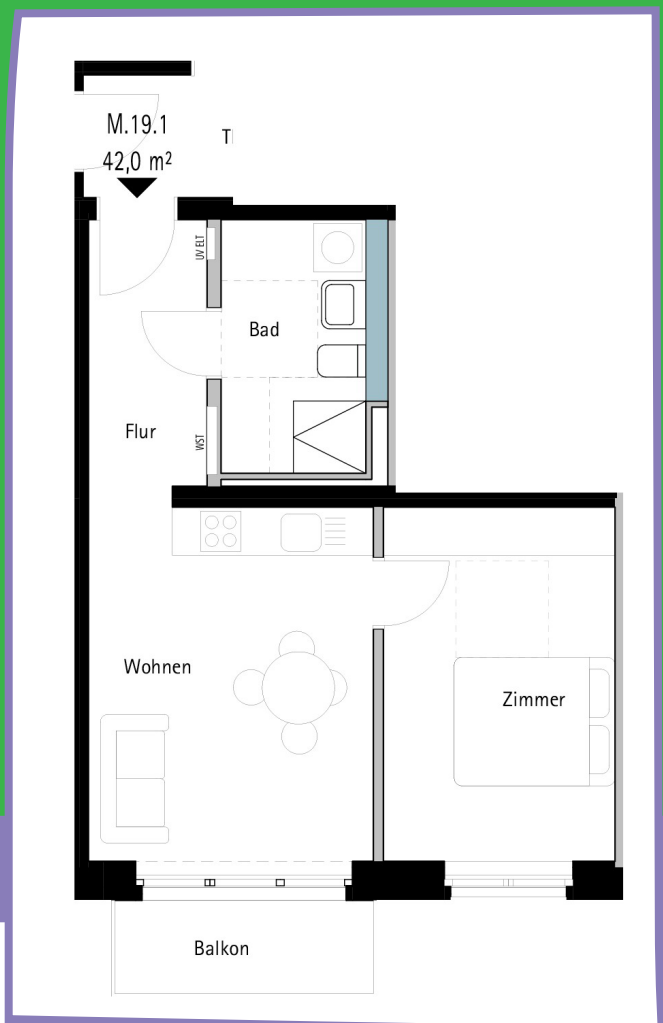 M.19.1
42,0 m²
UV ELT
Bad
Flur
WST
Wohnen
Zimmer
Balkon